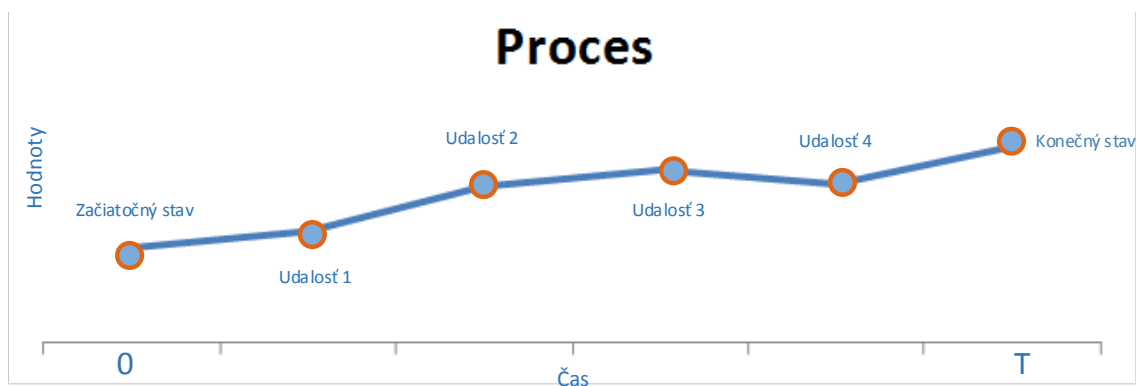 Proces
Hodnoty
Začiatočný stav
Udalosť 1
Udalosť 2
Udalosť 3
Udalosť 4
Konečný stav
0
T
Čas